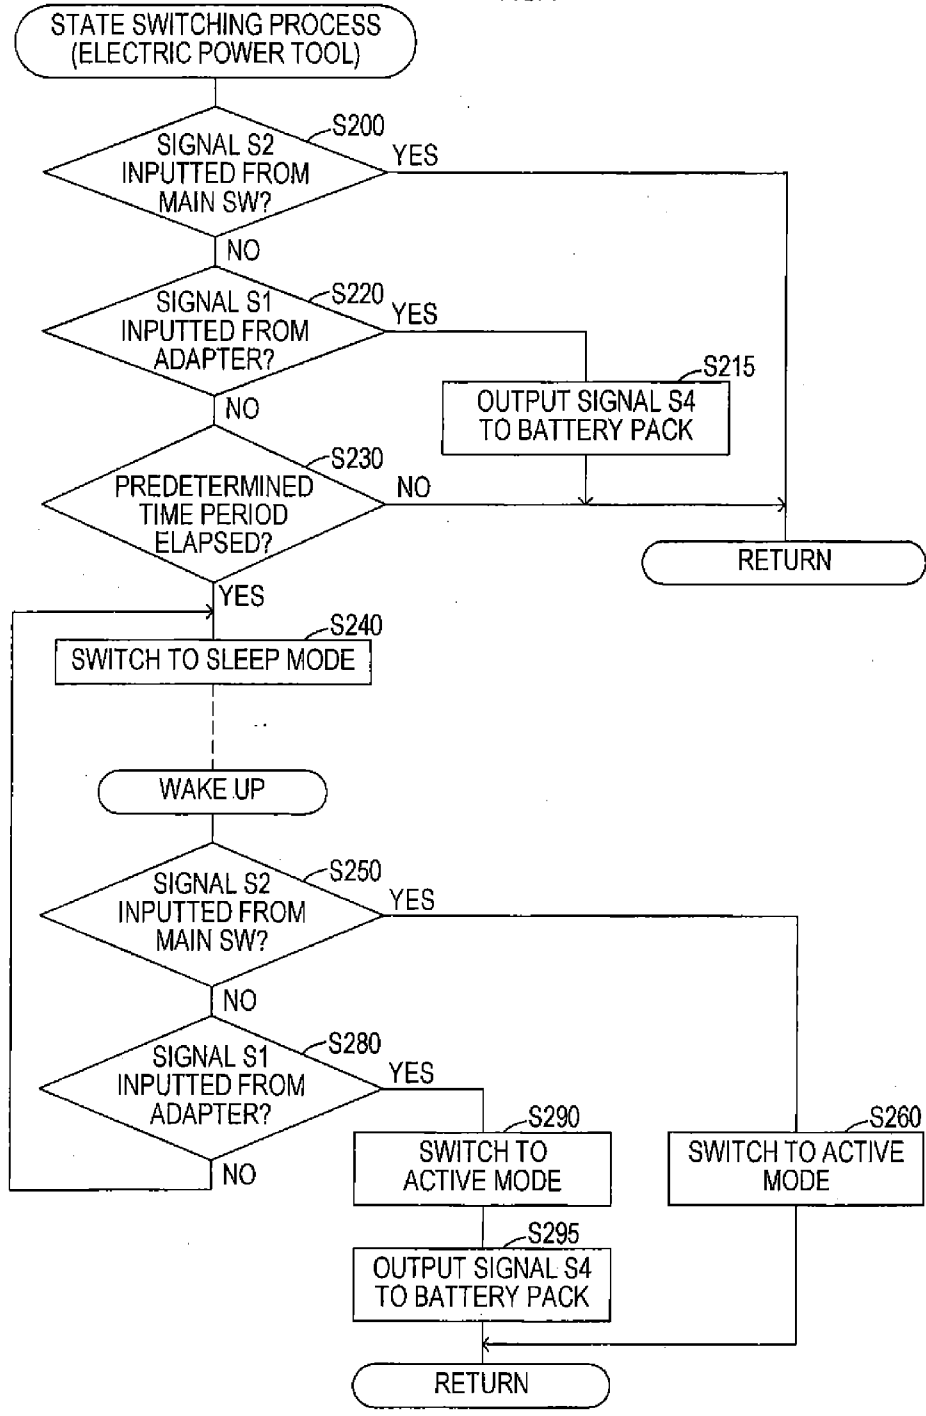 STATE SWITCHING PROCESS
(ELECTRIC POWER TOOL)
S200
SIGNAL S2
INPUTTED FROM
MAIN SW?
YES
NO
S220
SIGNAL S1
INPUTTED FROM
ADAPTER?
YES
S215
OUTPUT SIGNAL S4
TO BATTERY PACK
NO
S230
PREDETERMINED
TIME PERIOD
ELAPSED?
NO
RETURN
YES
S240
SWITCH TO SLEEP MODE
WAKE UP
S250
SIGNAL S2
INPUTTED FROM
MAIN SW?
YES
NO
S280
SIGNAL S1
INPUTTED FROM
ADAPTER?
YES
NO
S290
SWITCH TO
ACTIVE MODE
S260
SWITCH TO ACTIVE
MODE
S295
OUTPUT SIGNAL S4
TO BATTERY PACK
RETURN